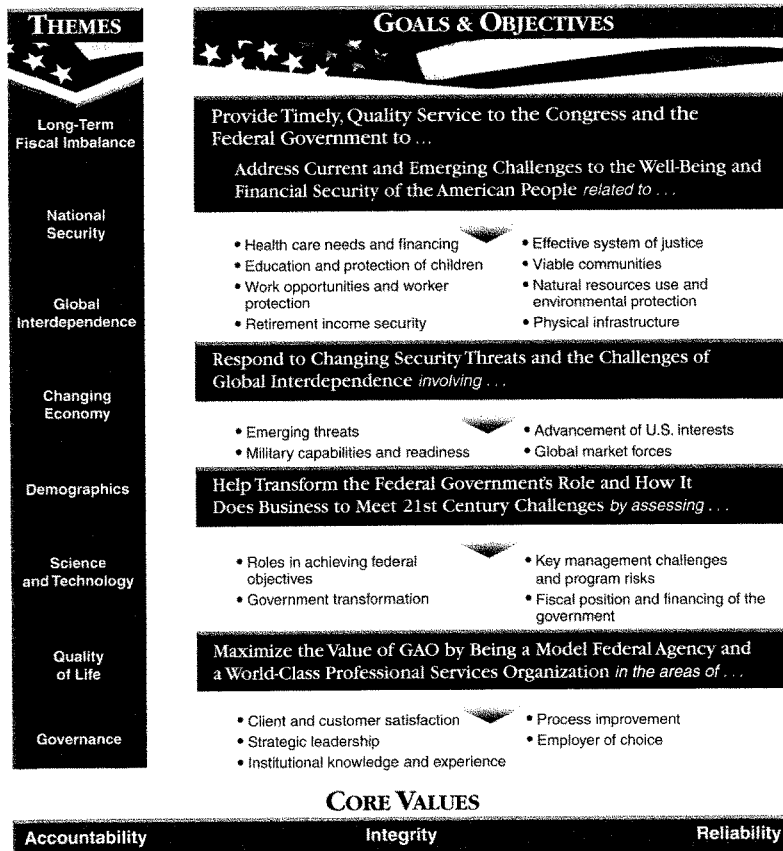 THEMES
Long-Term
Fiscal Imbalance
National
Security
Global
Interdependence
Changing
Economy
Demographics
Science
and Technology
Quality
of Life
Governance
GOALS & OBJECTIVES
Provide Timely, Quality Service to the Congress and the
Federal Government to ...
Address Current and Emerging Challenges to the Well-Being and
Financial Security of the American People related to ...
• Health care needs and financing
• Education and protection of children
• Work opportunities and worker
protection
• Retirement income security
• Effective system of justice
• Viable communities
• Natural resources use and
environmental protection
• Physical infrastructure
Respond to Changing Security Threats and the Challenges of
Global Interdependence involving ...
• Emerging threats
• Military capabilities and readiness
• Advancement of U.S. interests
• Global market forces
Help Transform the Federal Government's Role and How It
Does Business to Meet 21st Century Challenges by assessing ...
• Roles in achieving federal
objectives
• Government transformation
• Key management challenges
and program risks
• Fiscal position and financing of the
government
Maximize the Value of GAO by Being a Model Federal Agency and
a World-Class Professional Services Organization in the areas of ...
• Client and customer satisfaction
• Strategic leadership
• Institutional knowledge and experience
• Process improvement
• Employer of choice
CORE VALUES
Accountability Integrity Reliability